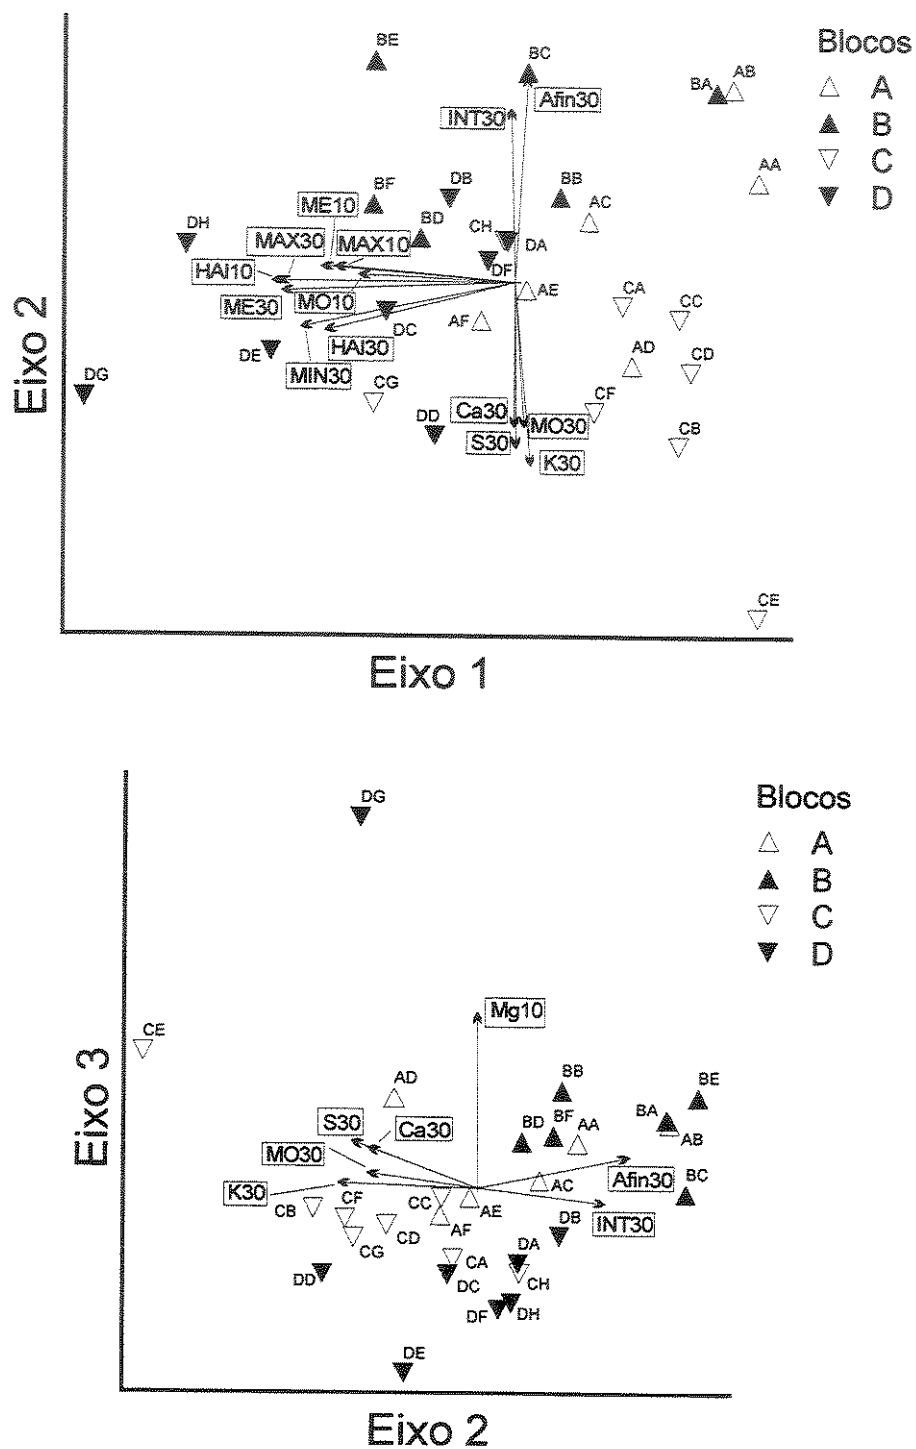 BE
BC
Blocos
Afin30
INT30
BA
AB
A
B
C
D
AA
BF
DB
BB
AC
ME10
BD
CH
DA
DH
MAX30
MAX10
HAI10
DF
ME30
MO10
AE
CA
CC
AF
DC
HAI30
DE
MIN30
AD
CD
DG
CG
CF
Ca30
MO30
DD
S30
CB
K30
CE
Eixo 2
Eixo 1
DG
Blocos
A
B
C
D
Mg10
CE
AD
BB
BE
S30
Ca30
BD
BF
AA
BA
AB
MO30
Afin30
K30
AC
BC
CB
CF
CC
AE
INT30
CG
CD
AF
DB
DD
CA
DA
DC
CH
DF
DH
DE
Eixo 3
Eixo 2